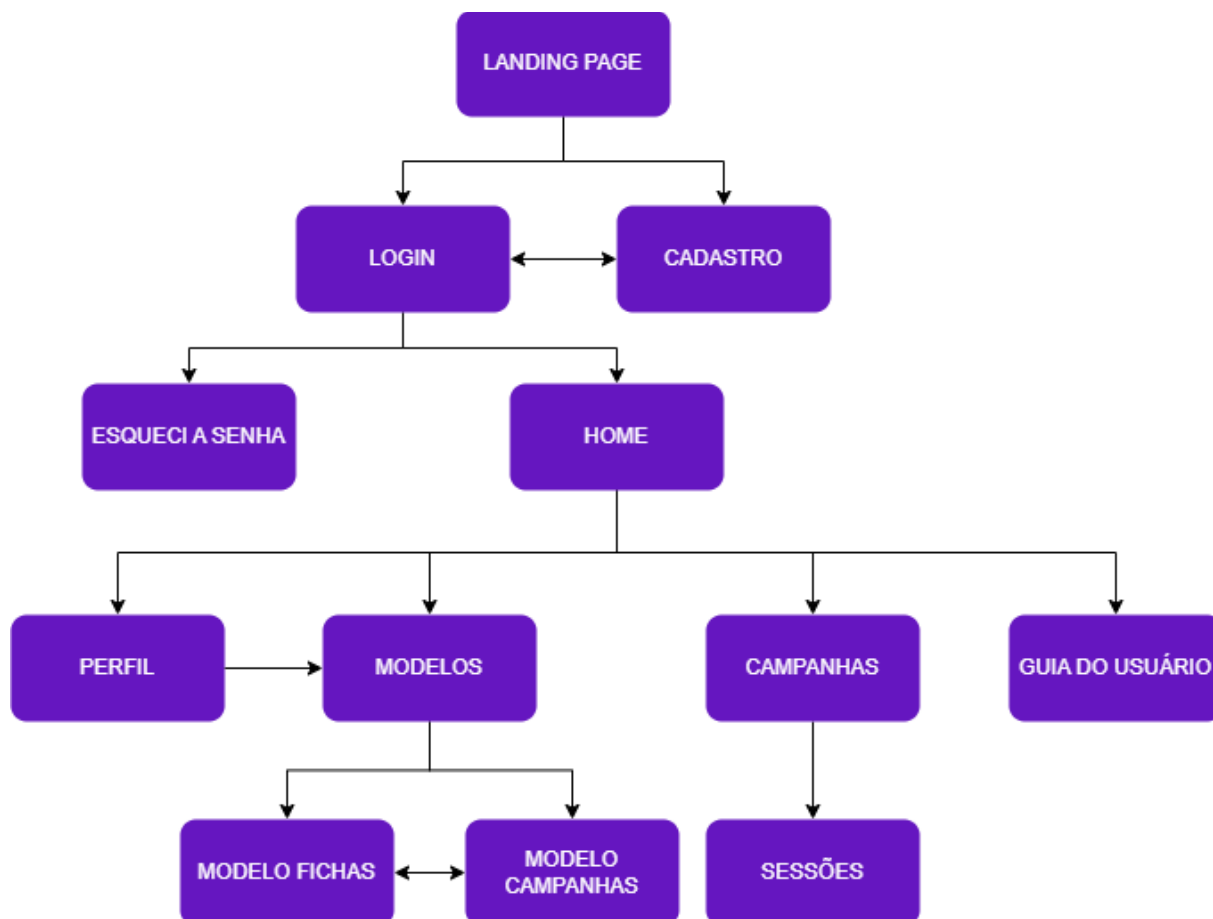 LANDING PAGE
LOGIN
CADASTRO
ESQUECI A SENHA
HOME
PERFIL
MODELOS
CAMPANHAS
GUIA DO USUÁRIO
MODELO FICHAS
MODELO
CAMPANHAS
SESSÕES